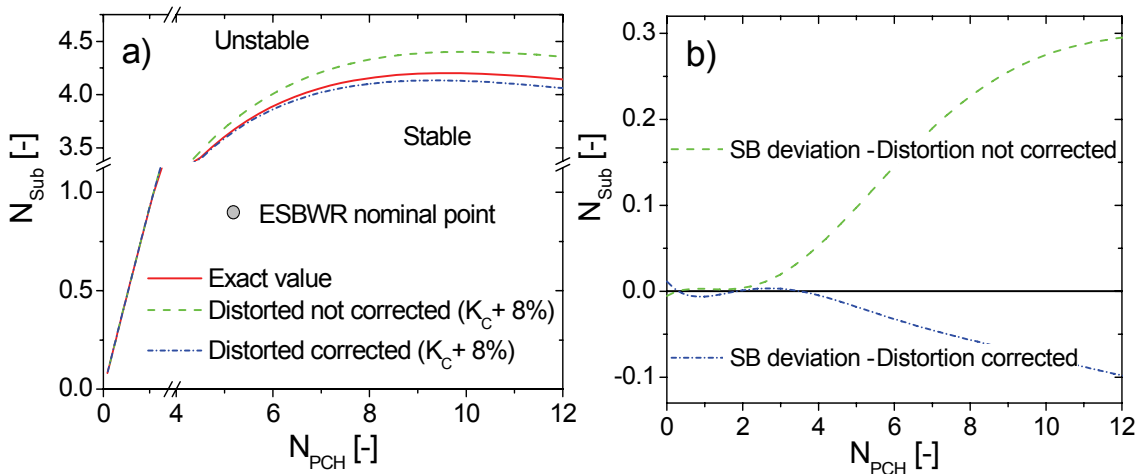 a)
Unstable
Stable
ESBWR nominal point
Exact value
Distorted not corrected (K_C + 8%)
Distorted corrected (K_C + 8%)
4.5
4.0
3.5
1.0
0.5
0.0
N_Sub [-]
0 4 6 8 10 12
N_PCH [-]
b)
SB deviation -Distortion not corrected
SB deviation -Distortion corrected
0.3
0.2
0.1
0.0
-0.1
N_Sub [-]
0 2 4 6 8 10 12
N_PCH [-]